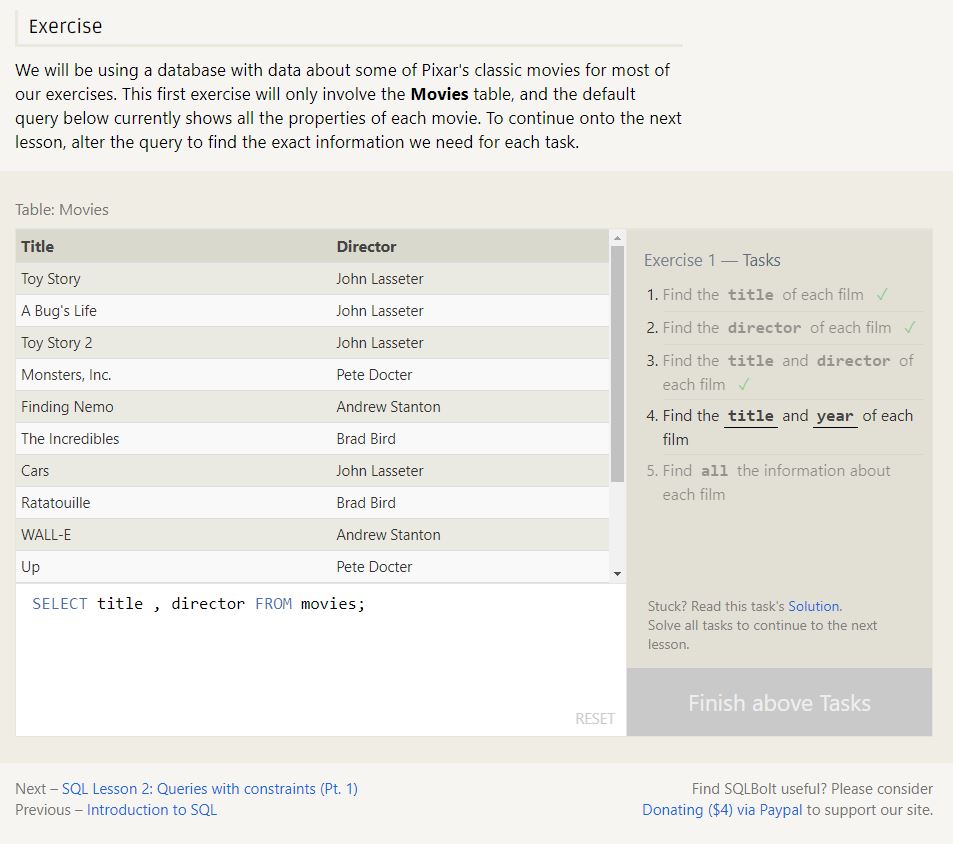 Exercise
We will be using a database with data about some of Pixar's classic movies for most of
our exercises. This first exercise will only involve the Movies table, and the default
query below currently shows all the properties of each movie. To continue onto the next
lesson, alter the query to find the exact information we need for each task.
Table: Movies
Title Director
Toy Story John Lasseter
A Bug's Life John Lasseter
Toy Story 2 John Lasseter
Monsters, Inc. Pete Docter
Finding Nemo Andrew Stanton
The Incredibles Brad Bird
Cars John Lasseter
Ratatouille Brad Bird
WALL-E Andrew Stanton
Up Pete Docter
SELECT title , director FROM movies;
RESET
Exercise 1 — Tasks
1. Find the title of each film ✓
2. Find the director of each film ✓
3. Find the title and director of
each film ✓
4. Find the title and year of each
film
5. Find all the information about
each film
Stuck? Read this task's Solution.
Solve all tasks to continue to the next
lesson.
Finish above Tasks
Next – SQL Lesson 2: Queries with constraints (Pt. 1)
Previous – Introduction to SQL
Find SQLBolt useful? Please consider
Donating ($4) via Paypal to support our site.